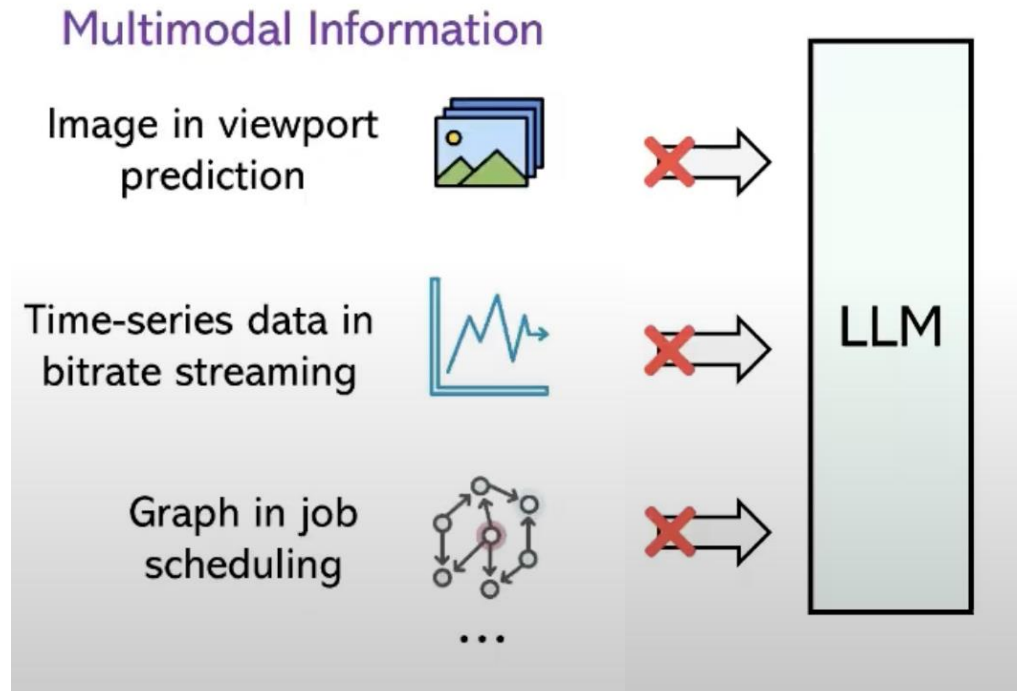 Multimodal Information
Image in viewport
prediction
Time-series data in
bitrate streaming
Graph in job
scheduling
...
LLM